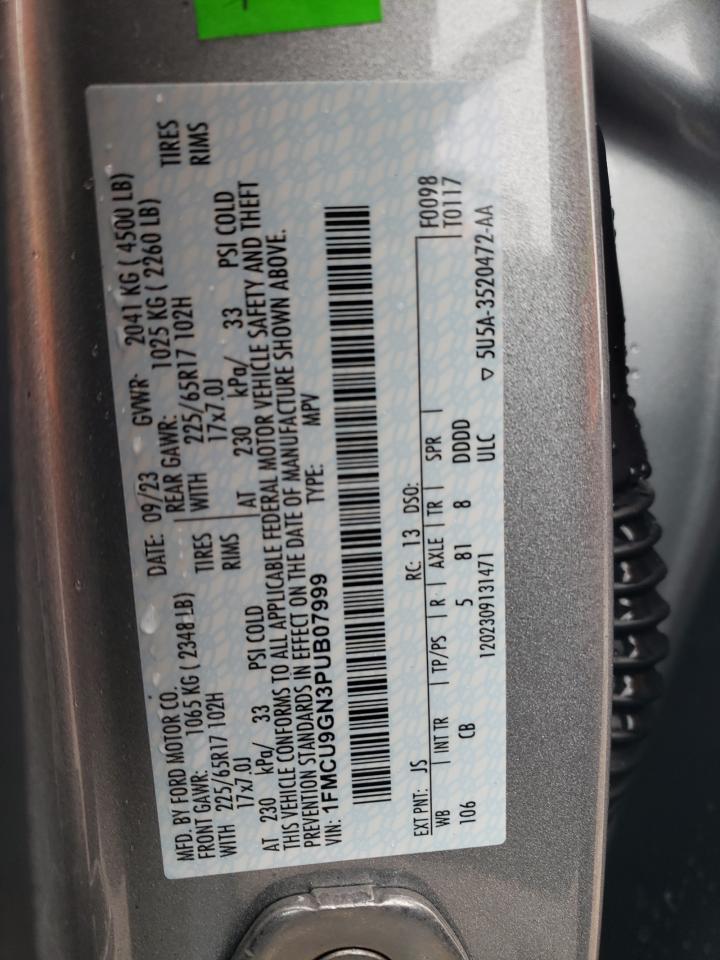 MFD. BY FORD MOTOR CO. DATE: 09/23 GVWR: 2041 KG ( 4500 LB)
FRONT GAWR: 1065 KG ( 2348 LB) REAR GAWR: 1025 KG ( 2260 LB)
WITH 225/65R17 102H TIRES WITH 225/65R17 102H TIRES
17x7.0J RIMS 17x7.0J RIMS
AT 230 kPa/ 33 PSI COLD AT 230 kPa/ 33 PSI COLD
THIS VEHICLE CONFORMS TO ALL APPLICABLE FEDERAL MOTOR VEHICLE SAFETY AND THEFT
PREVENTION STANDARDS IN EFFECT ON THE DATE OF MANUFACTURE SHOWN ABOVE.
VIN: 1FMCU9GN3PUB07999 TYPE: MPV
EXT PNT: JS RC: 13 DSO: F0098
WB INT TR TP/PS R AXLE TR SPR T0117
106 CB 5 81 8 DDDD
1202309131471 ULC ▽ 5U5A-3520472-AA